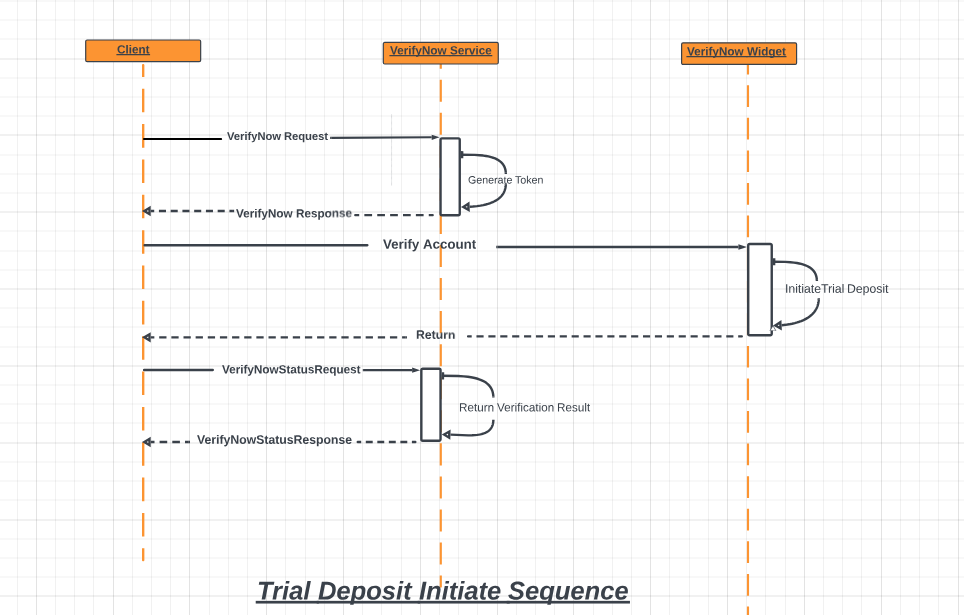 Client
VerifyNow Service
VerifyNow Widget
VerifyNow Request
Generate Token
VerifyNow Response
Verify Account
InitiateTrial Deposit
Return
VerifyNowStatusRequest
Return Verification Result
VerifyNowStatusResponse
Trial Deposit Initiate Sequence